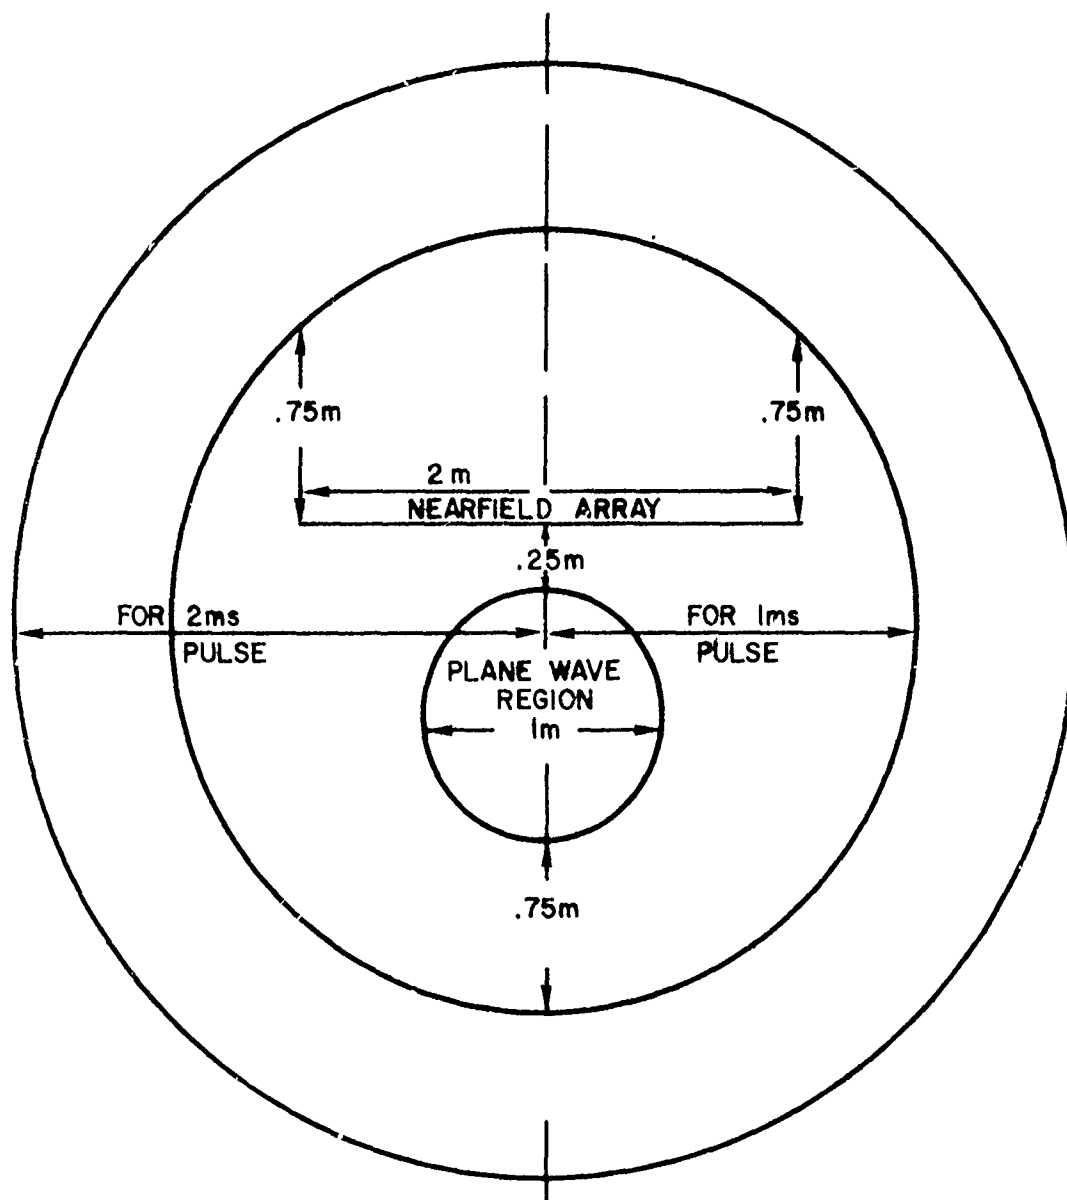 .75m
.75m
2 m
NEARFIELD ARRAY
.25m
FOR 2ms
PULSE
FOR 1ms
PULSE
PLANE WAVE
REGION
1m
.75m